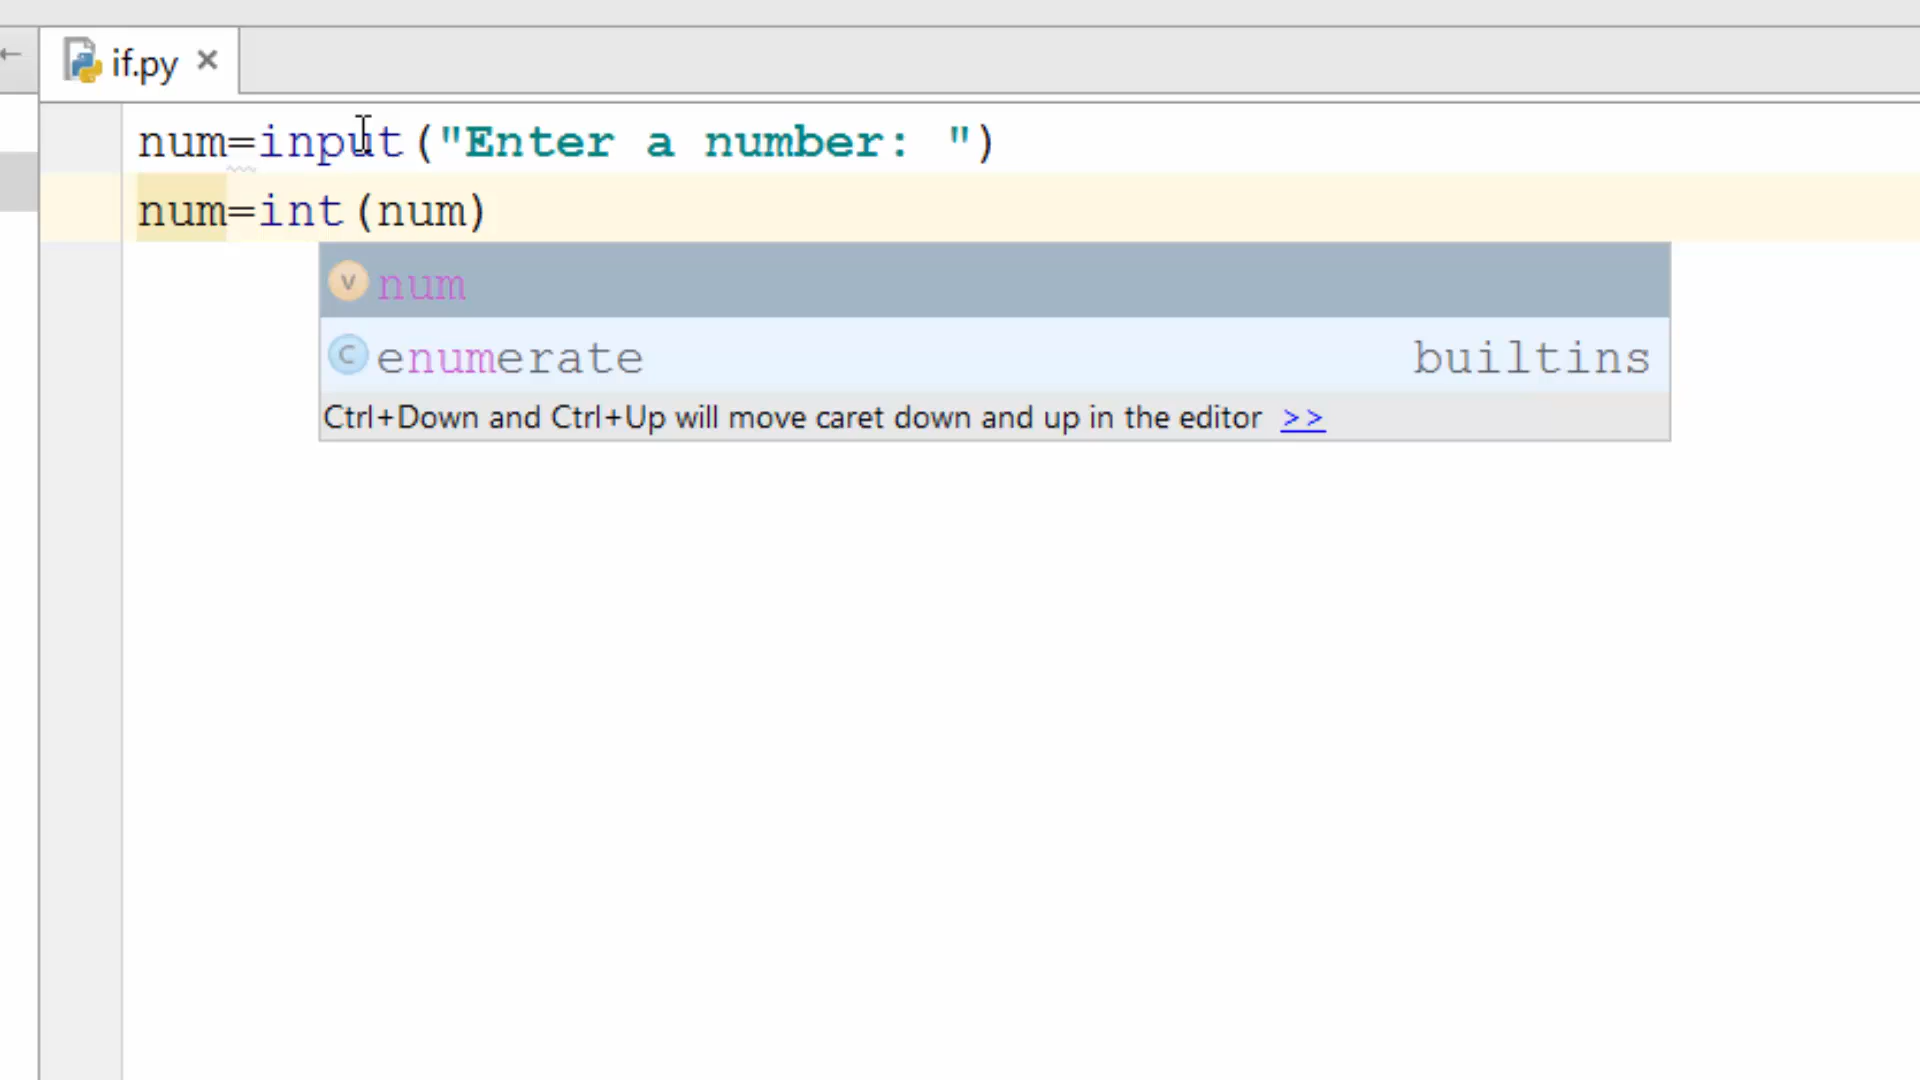 if.py
num=input("Enter a number: ")
num=int(num)
num
enumerate builtins
Ctrl+Down and Ctrl+Up will move caret down and up in the editor >>